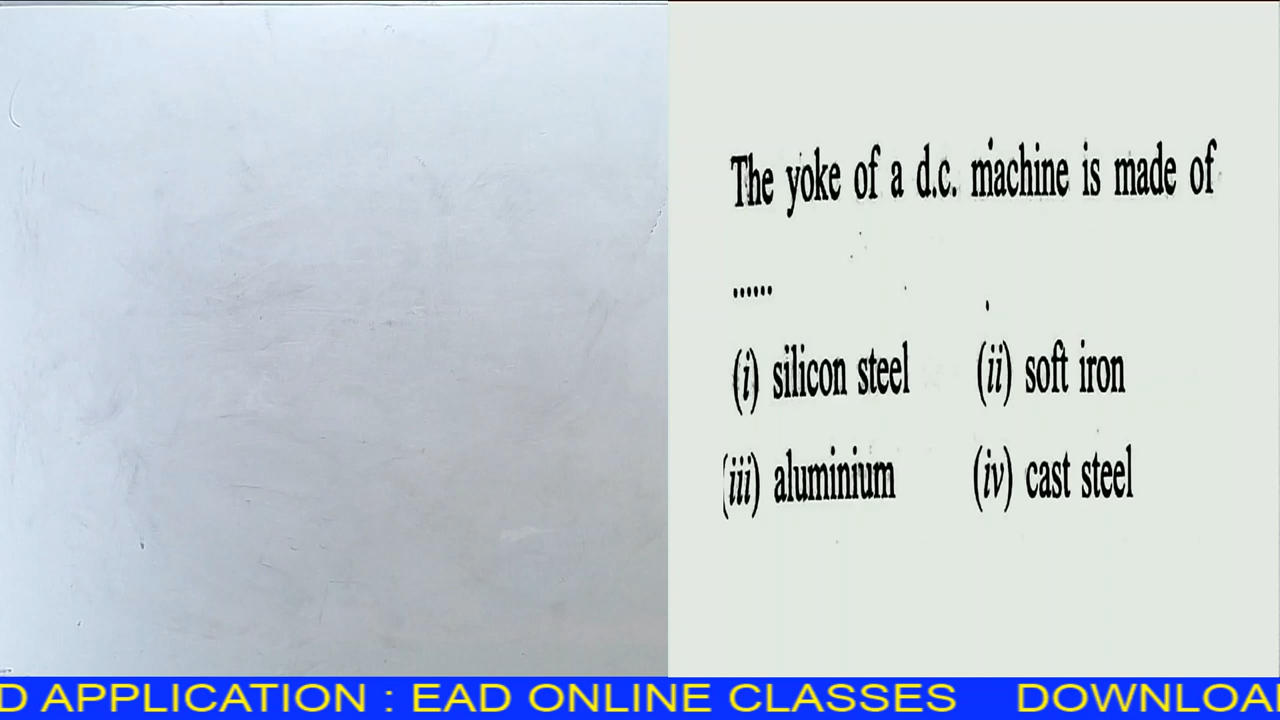 The yoke of a d.c. machine is made of
......
(i) silicon steel (ii) soft iron
(iii) aluminium (iv) cast steel
D APPLICATION : EAD ONLINE CLASSES DOWNLOA